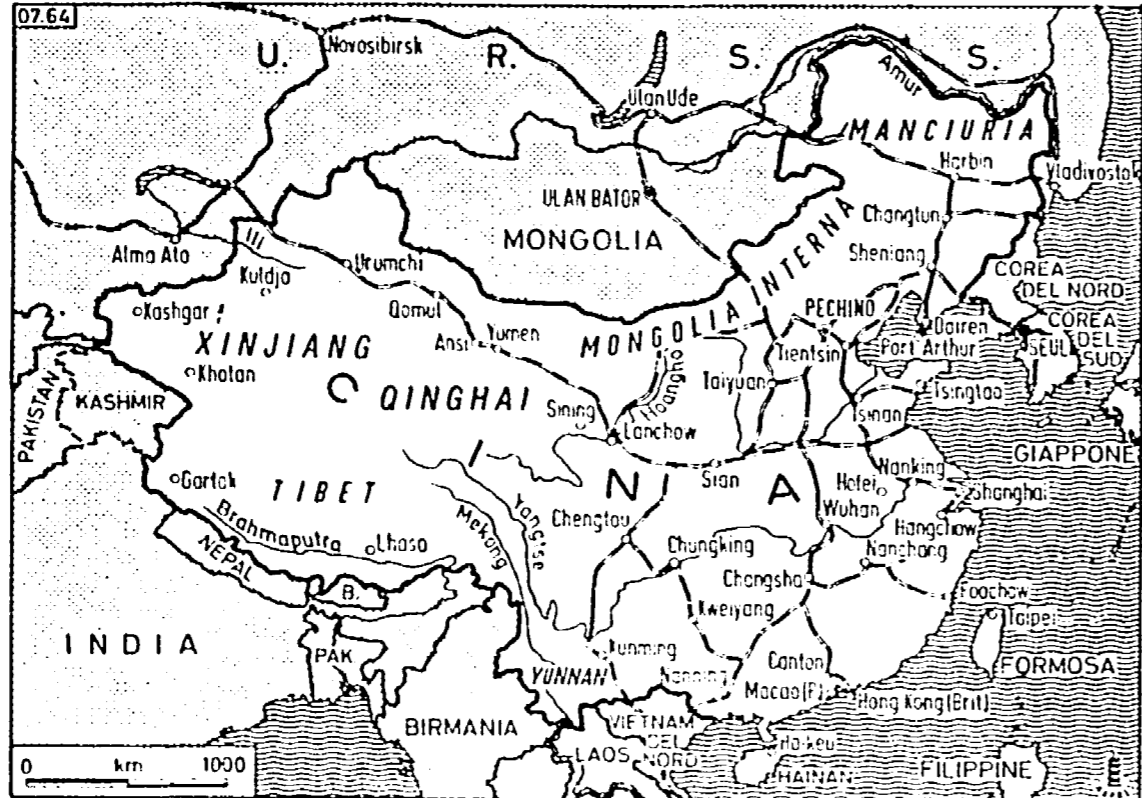 07.64
Novosibirsk
U. R. S. S.
Amur
Ulan Ude
MANCIURIA
Harbin
Vladivostok
ULAN BATOR
MONGOLIA
Changtun
Alma Ata
Ili
Kuldja
Urumchi
Sheniang
MONGOLIA INTERNA
COREA
DEL NORD
Kashgar
Qomul
PECHINO
Dairen
COREA
DEL
SUD
XINJIANG
Ansi
Yumen
Tientsin
Port Arthur
SEUL
Khotan
Taiyuan
Tsingtao
PAKISTAN
KASHMIR
QINGHAI
Sining
Hoangho
Tsinan
Lanchow
GIAPPONE
C I N A
Gartok
TIBET
Sian
Nanking
Hofei
Shanghai
Wuhan
Brahmaputra
Mekong
Yang'se
Chengtou
Hangchow
NEPAL
Lhasa
Chungking
Nanchang
B.
Changsha
Foochow
Kweiyang
Taipei
INDIA
PAK
Kunming
YUNNAN
Nanning
Canton
FORMOSA
Macao (P.)
Hong Kong (Brit)
BIRMANIA
VIETNAM
DEL
NORD
LAOS
HAINAN
FILIPPINE
0 km 1000